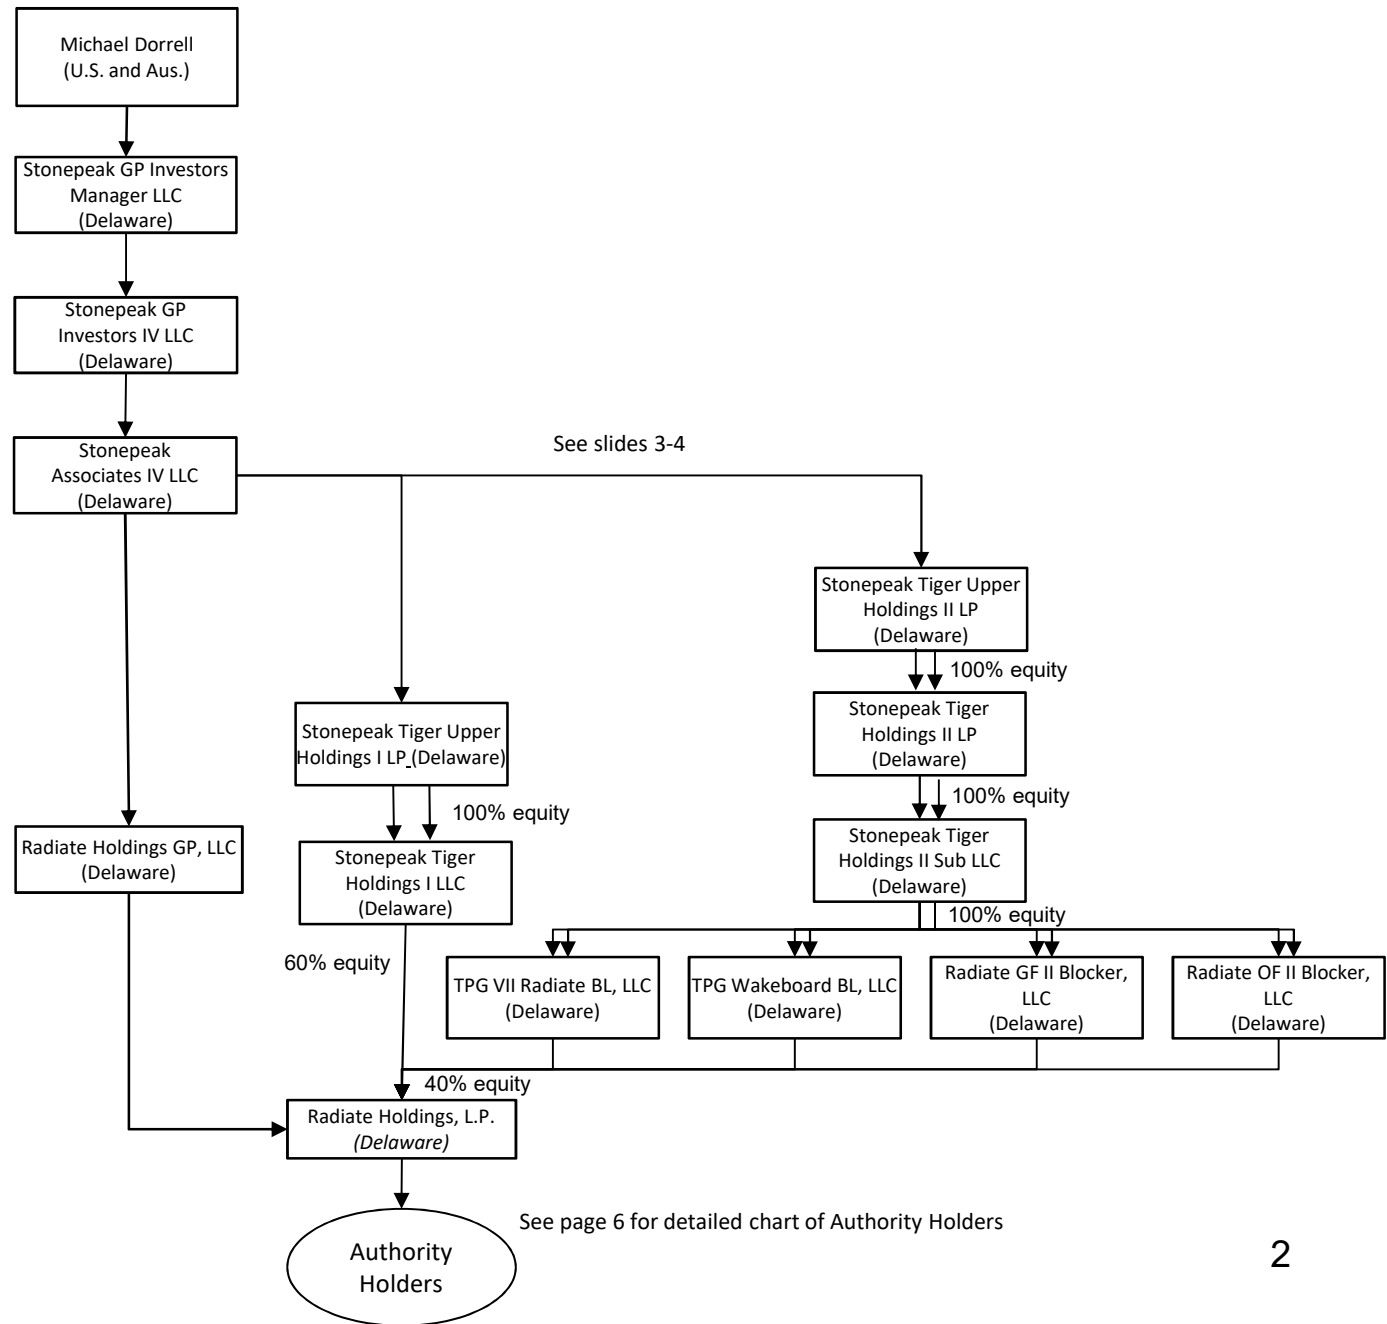 Michael Dorrell
(U.S. and Aus.)
Stonepeak GP Investors
Manager LLC
(Delaware)
Stonepeak GP
Investors IV LLC
(Delaware)
Stonepeak
Associates IV LLC
(Delaware)
See slides 3-4
Stonepeak Tiger Upper
Holdings II LP
(Delaware)
100% equity
Stonepeak Tiger
Holdings II LP
(Delaware)
100% equity
Stonepeak Tiger Upper
Holdings I LP (Delaware)
100% equity
Stonepeak Tiger
Holdings II Sub LLC
(Delaware)
100% equity
Radiate Holdings GP, LLC
(Delaware)
Stonepeak Tiger
Holdings I LLC
(Delaware)
60% equity
TPG VII Radiate BL, LLC
(Delaware)
TPG Wakeboard BL, LLC
(Delaware)
Radiate GF II Blocker,
LLC
(Delaware)
Radiate OF II Blocker,
LLC
(Delaware)
40% equity
Radiate Holdings, L.P.
(Delaware)
See page 6 for detailed chart of Authority Holders
Authority
Holders
2